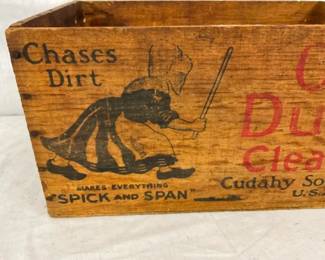 Chases
Dirt
MAKES EVERYTHING
"SPICK AND SPAN"
Du
Clea
Cudahy So
U.S.